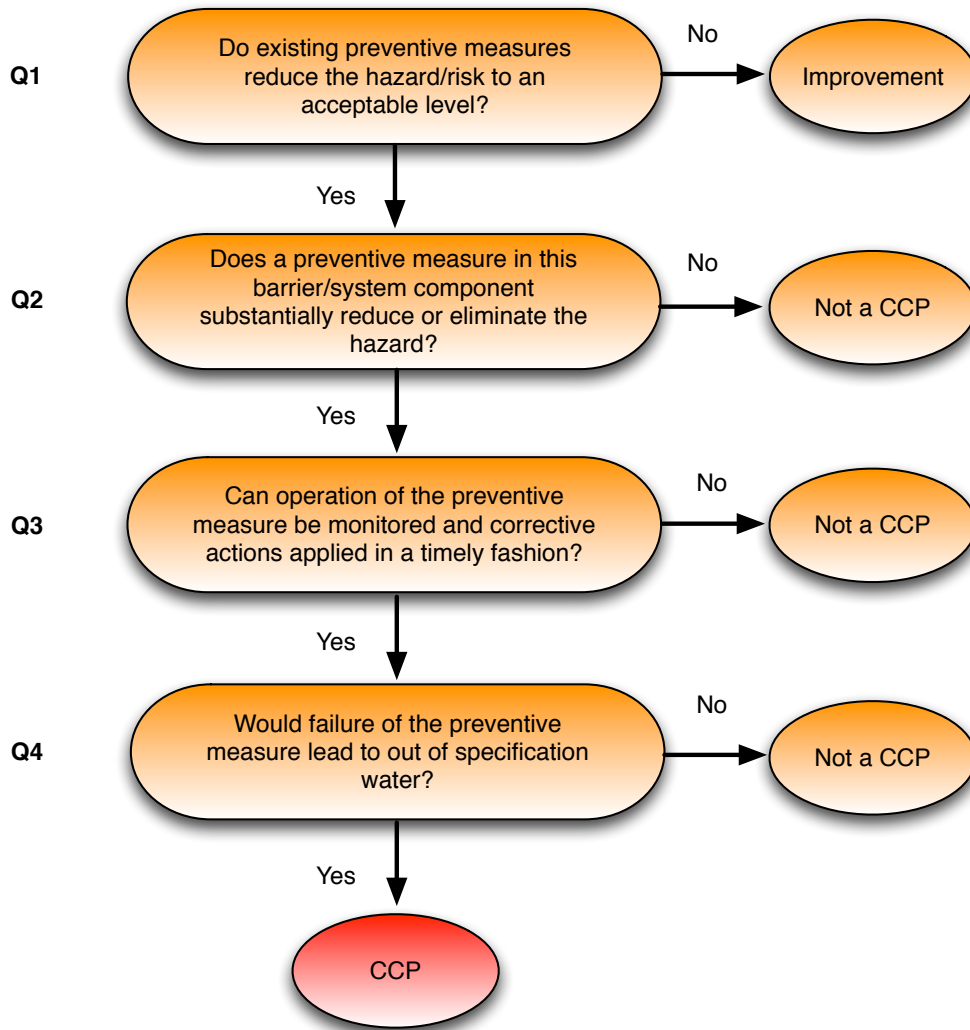 Q1
Do existing preventive measures
reduce the hazard/risk to an
acceptable level?
No
Improvement
Yes
Q2
Does a preventive measure in this
barrier/system component
substantially reduce or eliminate the
hazard?
No
Not a CCP
Yes
Q3
Can operation of the preventive
measure be monitored and corrective
actions applied in a timely fashion?
No
Not a CCP
Yes
Q4
Would failure of the preventive
measure lead to out of specification
water?
No
Not a CCP
Yes
CCP